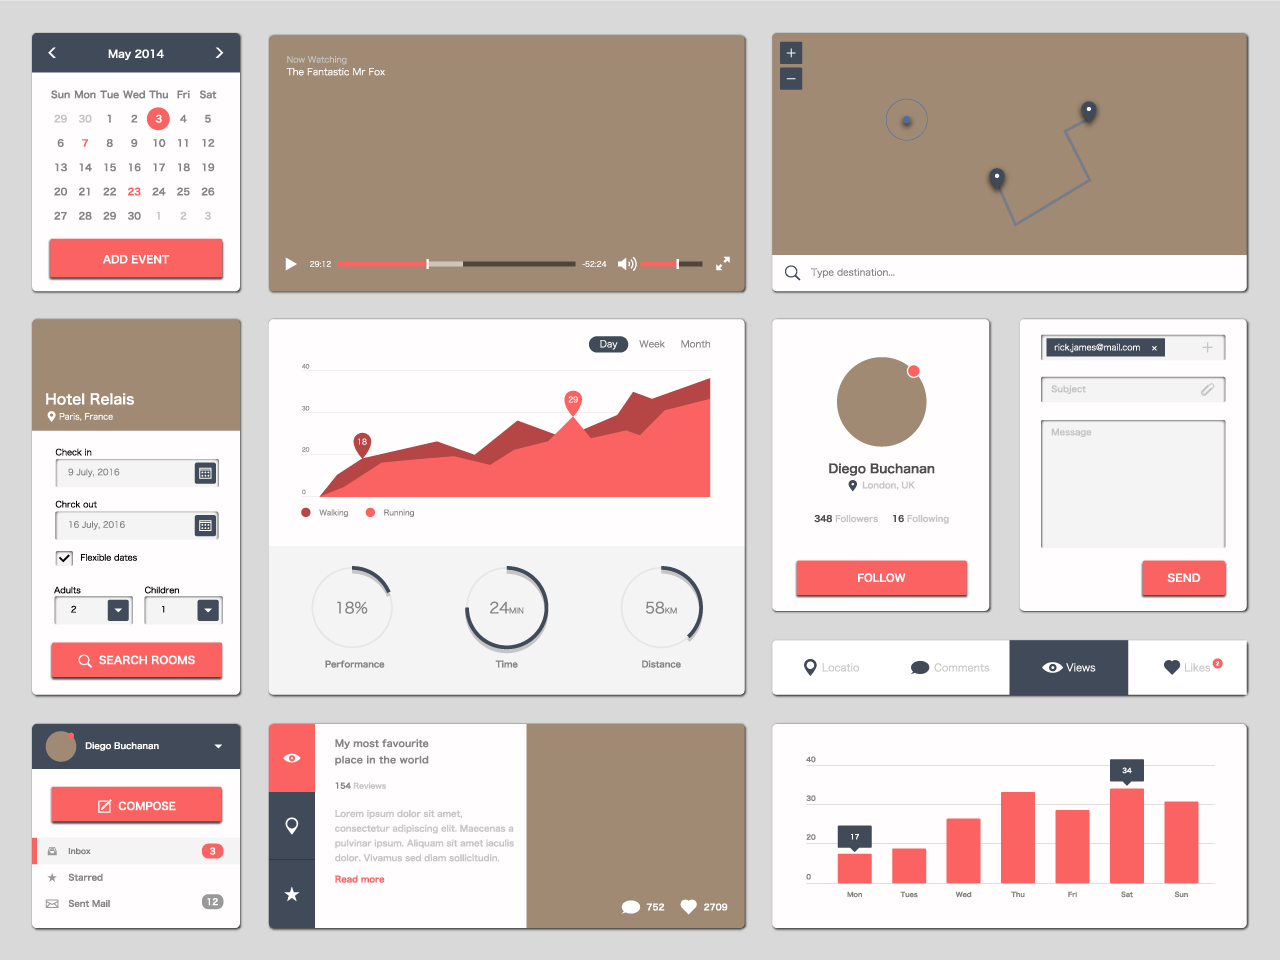 May 2014
Sun Mon Tue Wed Thu Fri Sat
29 30 1 2 3 4 5
6 7 8 9 10 11 12
13 14 15 16 17 18 19
20 21 22 23 24 25 26
27 28 29 30 1 2 3
ADD EVENT
Now Watching
The Fantastic Mr Fox
29:12
-52:24
+
−
Type destination...
Hotel Relais
Paris, France
Check in
9 July, 2016
Chrck out
16 July, 2016
Flexible dates
Adults Children
2 1
SEARCH ROOMS
Day Week Month
40
30
20
0
18
29
Walking Running
18% 24MIN 58KM
Performance Time Distance
Diego Buchanan
London, UK
348 Followers 16 Following
FOLLOW
rick.james@mail.com ×
Subject
Message
SEND
Locatio Comments Views Likes 2
Diego Buchanan
COMPOSE
Inbox 3
Starred
Sent Mail 12
My most favourite
place in the world
154 Reviews
Lorem ipsum dolor sit amet,
consectetur adipiscing elit. Maecenas a
pulvinar ipsum. Aliquam sit amet iaculis
dolor. Vivamus sed diam sollicitudin.
Read more
752 2709
40
30
20
0
17
34
Mon Tues Wed Thu Fri Sat Sun